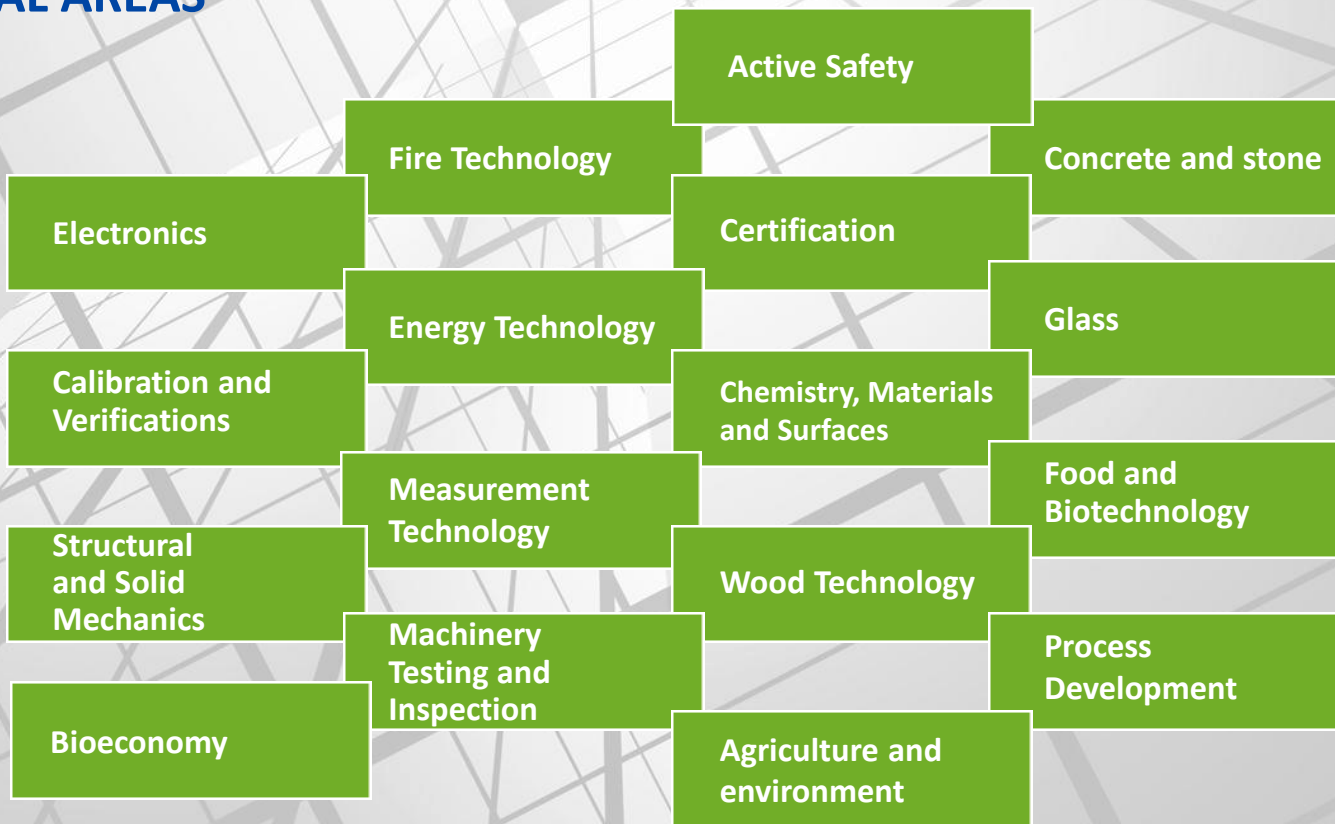 AL AREAS
Active Safety
Fire Technology
Concrete and stone
Electronics
Certification
Energy Technology
Glass
Calibration and
Verifications
Chemistry, Materials
and Surfaces
Measurement
Technology
Food and
Biotechnology
Structural
and Solid
Mechanics
Wood Technology
Machinery
Testing and
Inspection
Process
Development
Bioeconomy
Agriculture and
environment